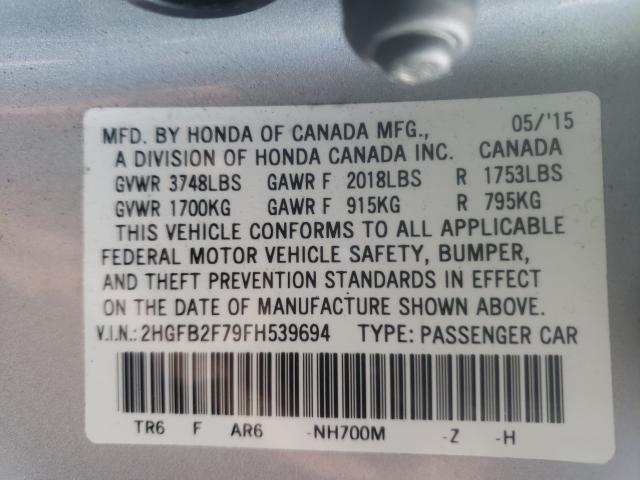 MFD. BY HONDA OF CANADA MFG., 05/'15
A DIVISION OF HONDA CANADA INC. CANADA
GVWR 3748LBS GAWR F 2018LBS R 1753LBS
GVWR 1700KG GAWR F 915KG R 795KG
THIS VEHICLE CONFORMS TO ALL APPLICABLE
FEDERAL MOTOR VEHICLE SAFETY, BUMPER,
AND THEFT PREVENTION STANDARDS IN EFFECT
ON THE DATE OF MANUFACTURE SHOWN ABOVE.
V.I.N.: 2HGFB2F79FH539694 TYPE: PASSENGER CAR
TR6 F AR6 -NH700M -Z -H